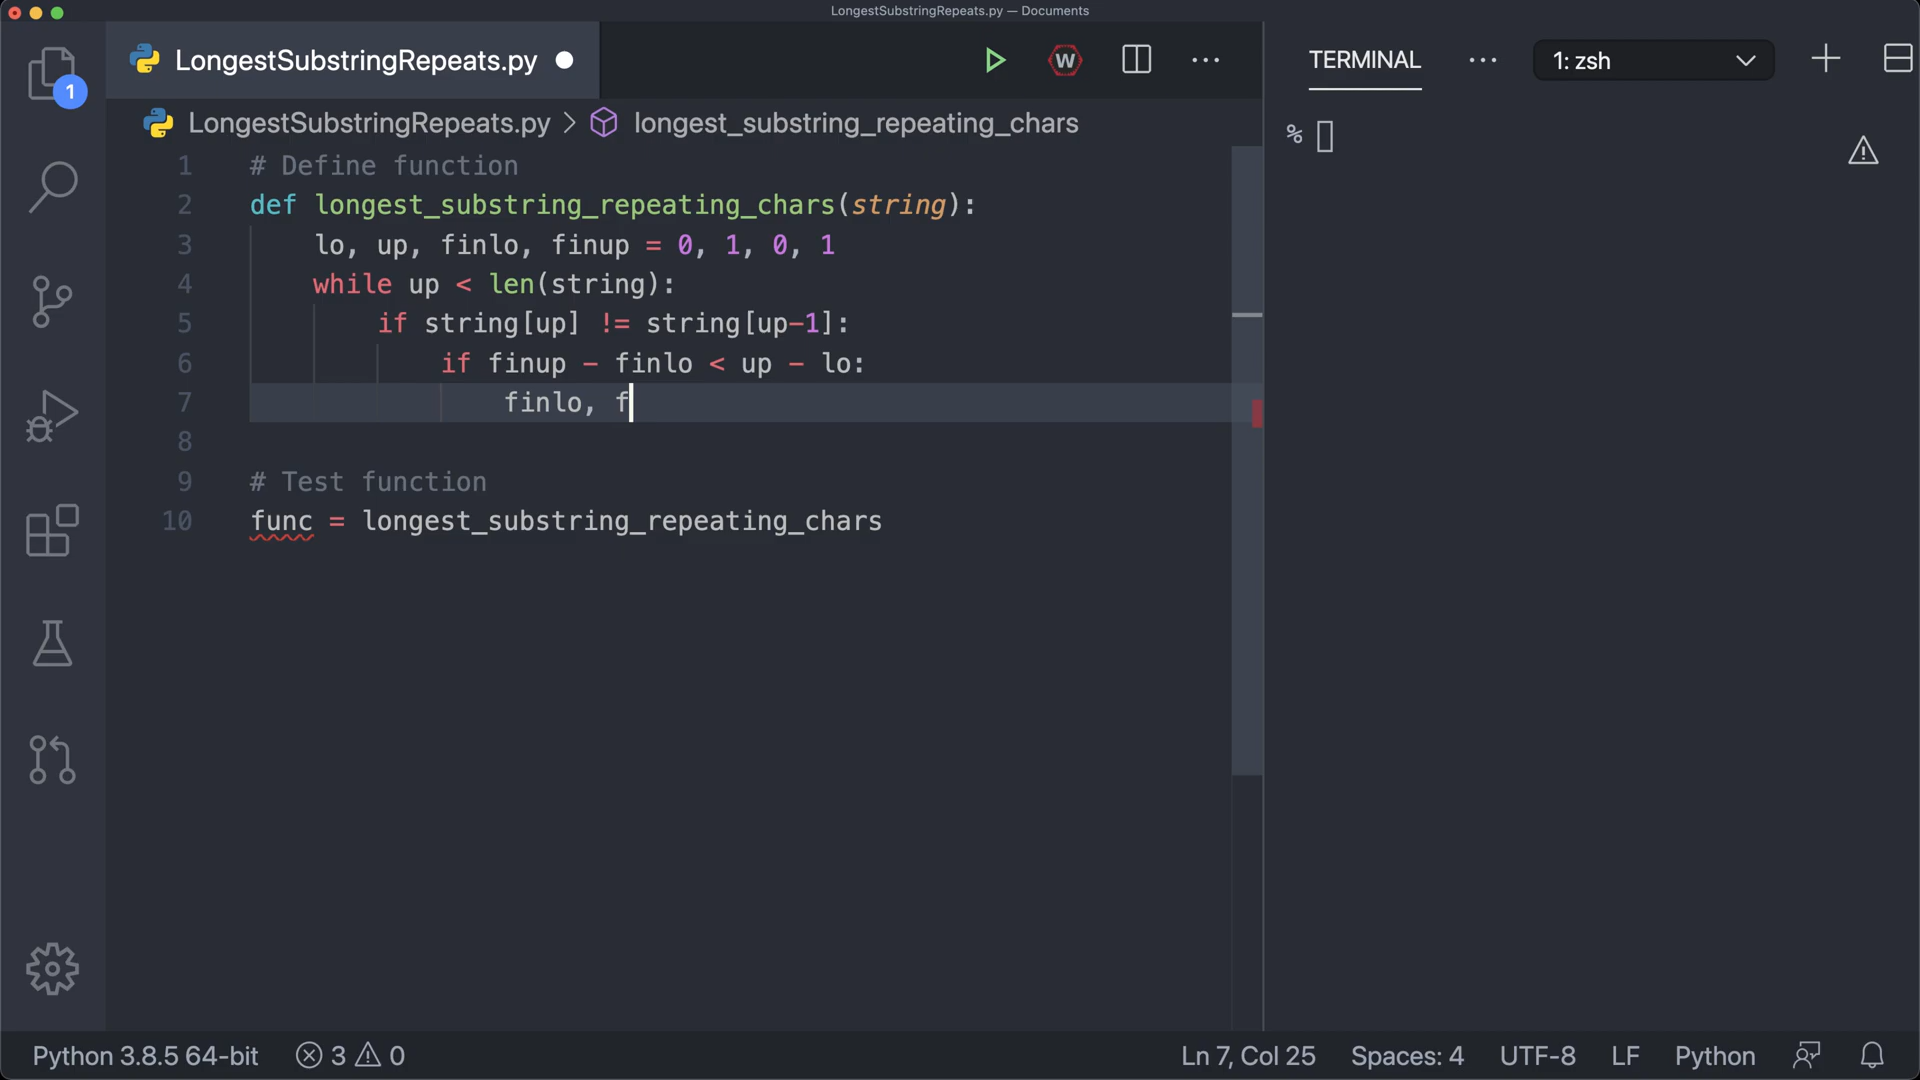 LongestSubstringRepeats.py — Documents
1
LongestSubstringRepeats.py
W
TERMINAL
1: zsh
LongestSubstringRepeats.py > longest_substring_repeating_chars
%
1 # Define function
2 def longest_substring_repeating_chars(string):
3 lo, up, finlo, finup = 0, 1, 0, 1
4 while up < len(string):
5 if string[up] != string[up-1]:
6 if finup - finlo < up - lo:
7 finlo, f
8
9 # Test function
10 func = longest_substring_repeating_chars
Python 3.8.5 64-bit 3 0 Ln 7, Col 25 Spaces: 4 UTF-8 LF Python